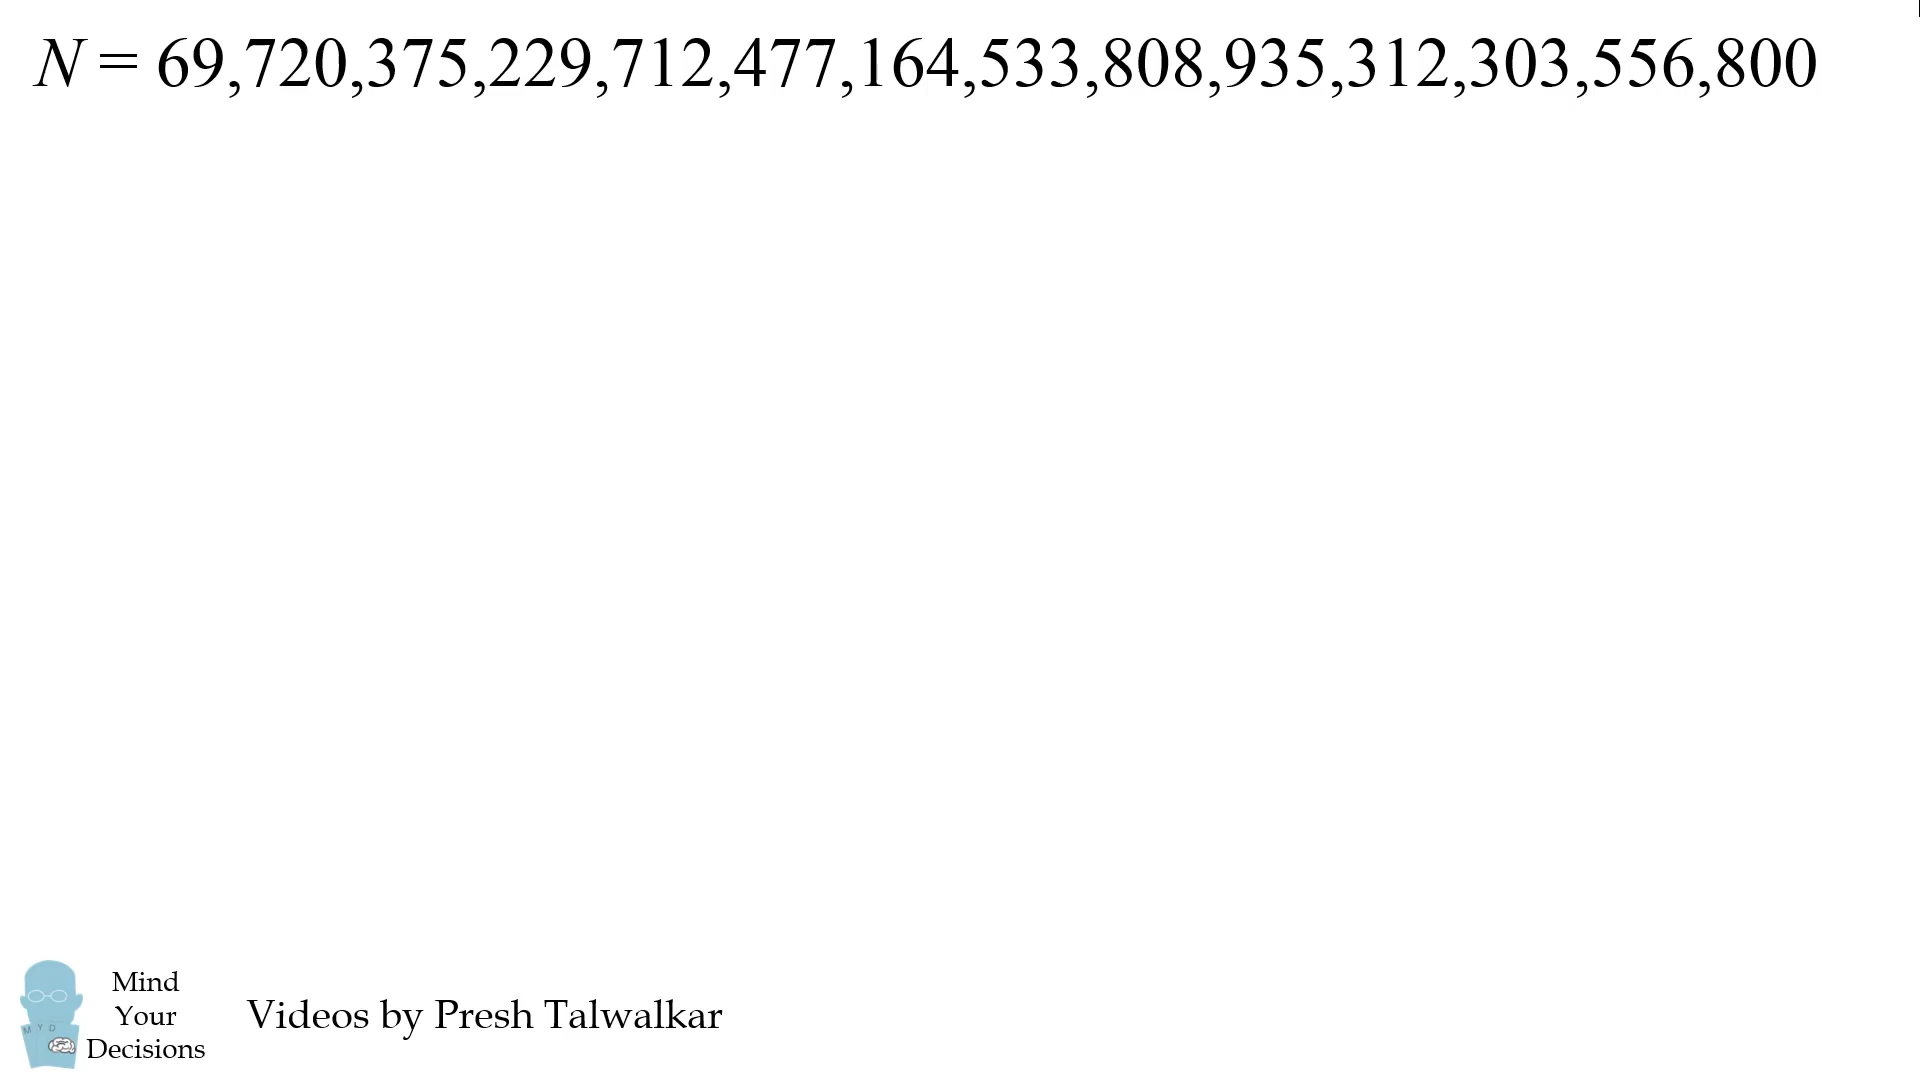 N = 69,720,375,229,712,477,164,533,808,935,312,303,556,800
Mind
Your
Decisions
Videos by Presh Talwalkar
M Y D